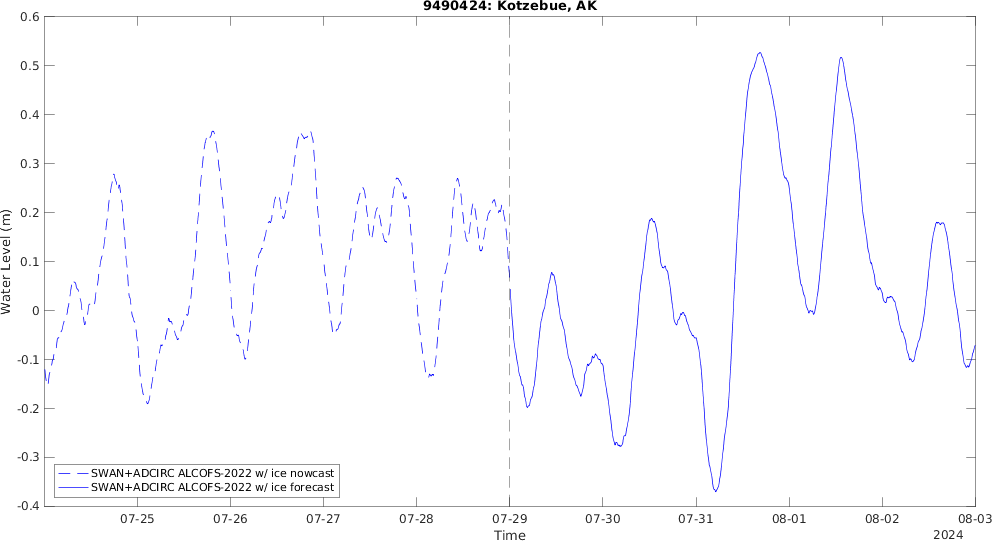 9490424: Kotzebue, AK
0.6
0.5
0.4
0.3
0.2
0.1
0
-0.1
-0.2
-0.3
-0.4
Water Level (m)
SWAN+ADCIRC ALCOFS-2022 w/ ice nowcast
SWAN+ADCIRC ALCOFS-2022 w/ ice forecast
07-25 07-26 07-27 07-28 07-29 07-30 07-31 08-01 08-02 08-03
Time
2024